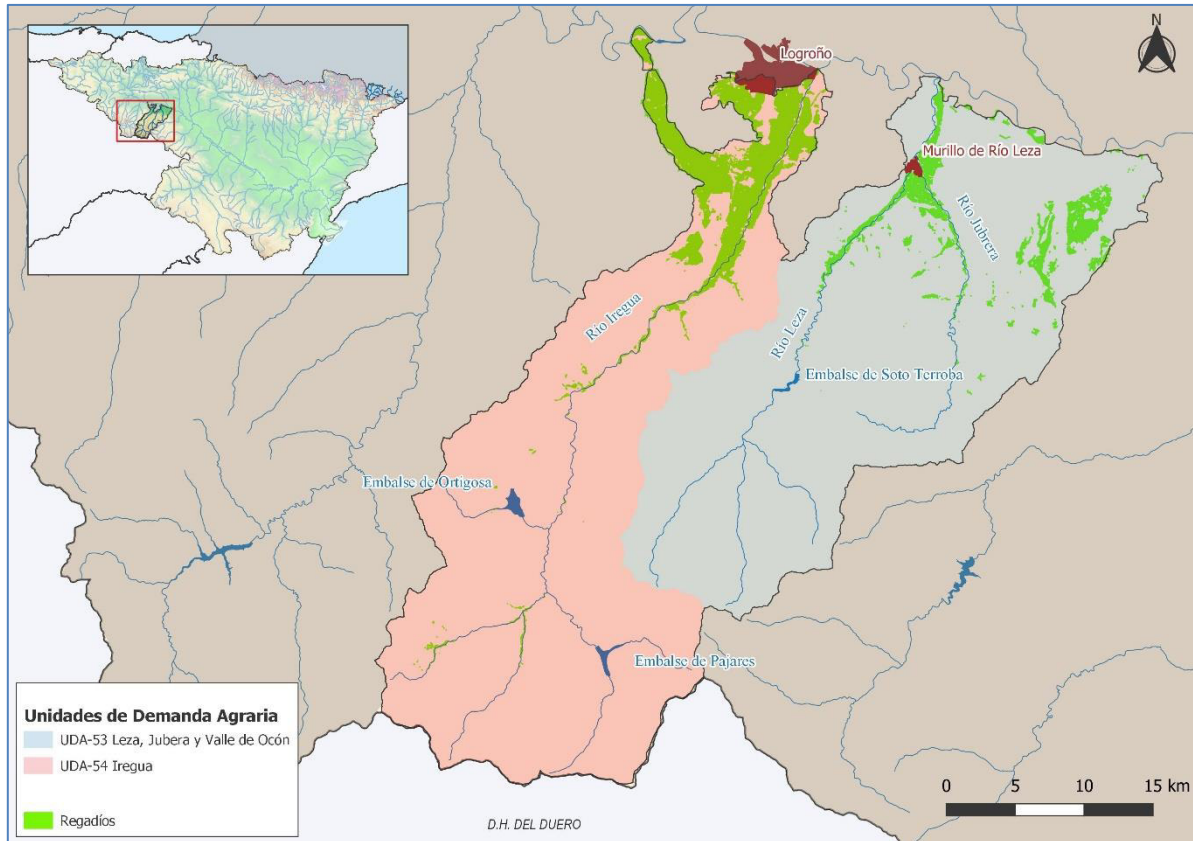 N
Logroño
Murillo de Río Leza
Río Jubrera
Río Iregua
Río Leza
Embalse de Soto Terroba
Embalse de Ortigosa
Embalse de Pajares
Unidades de Demanda Agraria
UDA-53 Leza, Jubera y Valle de Ocón
UDA-54 Iregua
Regadíos
0 5 10 15 km
D.H. DEL DUERO